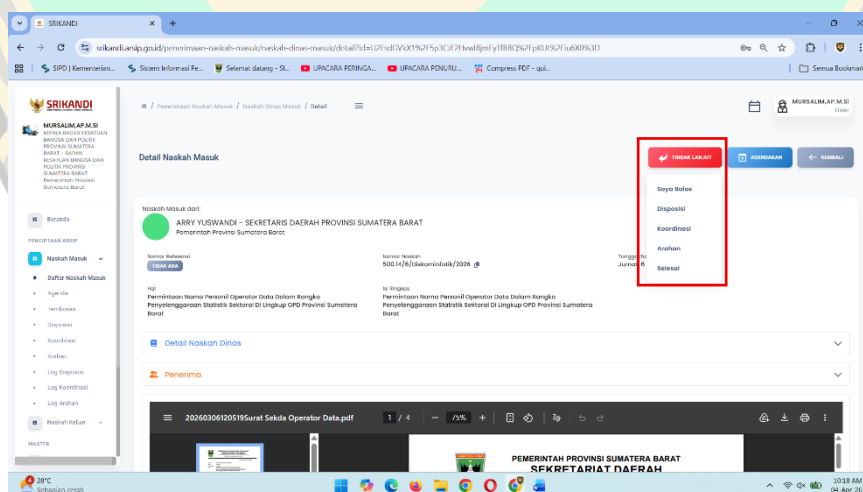 SRIKANDI
srikandi.arsip.go.id/penerimaan-naskah-masuk/naskah-dinas-masuk/detail?id=
SIPD | Kementerian...
Sistem Informasi Pe...
Selamat datang - SI...
UPACARA PERINGA...
UPACARA PENURU...
Compress PDF - qui...
Semua Bookmark
SRIKANDI
MURSALIM,AP.M.SI
User
Penerimaan Naskah Masuk / Naskah Dinas Masuk / Detail
MURSALIM,AP.M.SI
KEPALA BADAN KESATUAN
BANGSA DAN POLITIK
PROVINSI SUMATERA
BARAT - BADAN
KESATUAN BANGSA DAN
POLITIK PROVINSI
SUMATERA BARAT
Pemerintah Provinsi
Sumatera Barat
Detail Naskah Masuk
TINDAK LANJUT
AGENDAKAN
KEMBALI
Saya Balas
Disposisi
Koordinasi
Arahan
Selesai
Beranda
PENCIPTAAN ARSIP
Naskah Masuk
Daftar Naskah Masuk
Agenda
Tembusan
Disposisi
Koordinasi
Arahan
Log Disposisi
Log Koordinasi
Log Arahan
Naskah Keluar
MASTER
Naskah Masuk dari:
ARRY YUSWANDI - SEKRETARIS DAERAH PROVINSI SUMATERA BARAT
Pemerintah Provinsi Sumatera Barat
Nomor Referensi
TIDAK ADA
Nomor Naskah
500.14/6/Diskominfotik/2026
Hal
Permintaan Nama Personil Operator Data Dalam Rangka
Penyelenggaraan Statistik Sektoral Di Lingkup OPD Provinsi Sumatera
Barat
Isi Ringkas
Permintaan Nama Personil Operator Data Dalam Rangka
Penyelenggaraan Statistik Sektoral Di Lingkup OPD Provinsi Sumatera
Barat
Detail Naskah Dinas
Penerima
20260306120519Surat Sekda Operator Data.pdf
1 / 4
75%
PEMERINTAH PROVINSI SUMATERA BARAT
SEKRETARIAT DAERAH
28°C
Sebagian cerah
10:18 AM
04-Apr-26